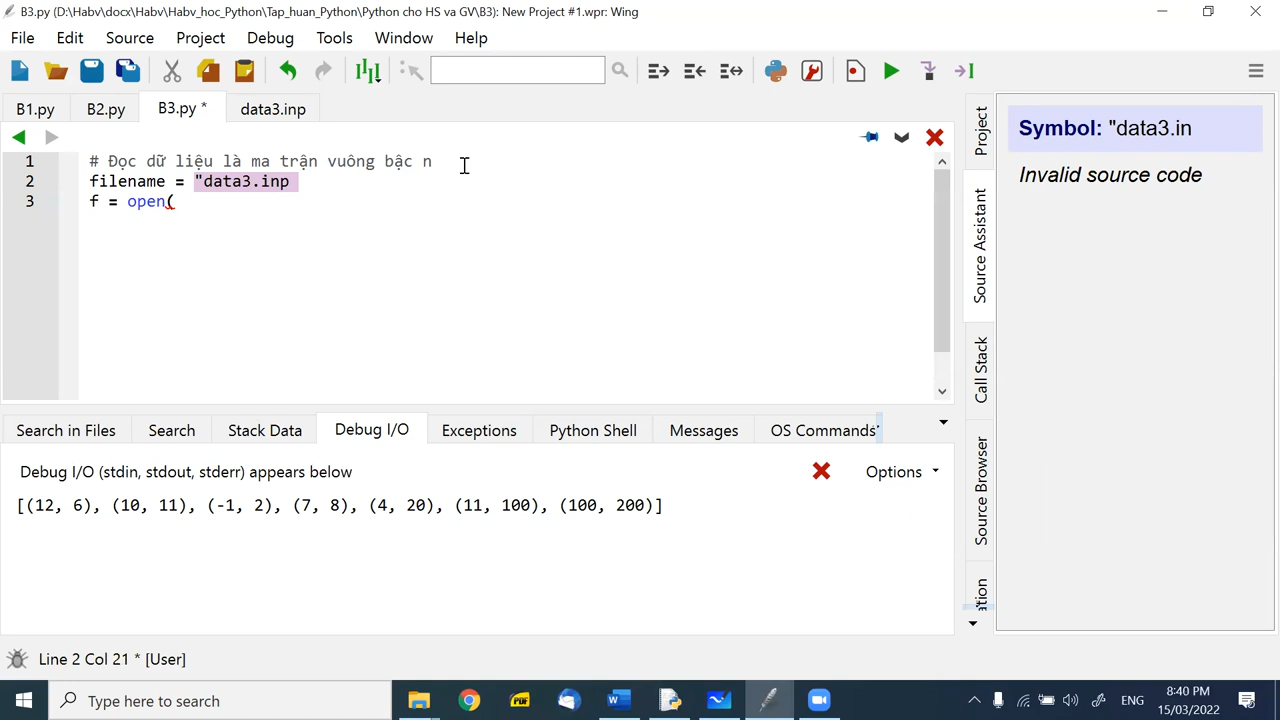 B3.py (D:\Habv\docx\Habv\Habv_hoc_Python\Tap_huan_Python\Python cho HS va GV\B3): New Project #1.wpr: Wing
File Edit Source Project Debug Tools Window Help
B1.py B2.py B3.py * data3.inp
1 # Đọc dữ liệu là ma trận vuông bậc n
2 filename = "data3.inp
3 f = open(
Project
Source Assistant
Call Stack
Source Browser
Symbol: "data3.in
Invalid source code
Search in Files Search Stack Data Debug I/O Exceptions Python Shell Messages OS Commands
Debug I/O (stdin, stdout, stderr) appears below Options
[(12, 6), (10, 11), (-1, 2), (7, 8), (4, 20), (11, 100), (100, 200)]
Line 2 Col 21 * [User]
Type here to search
PDF
ENG
8:40 PM
15/03/2022